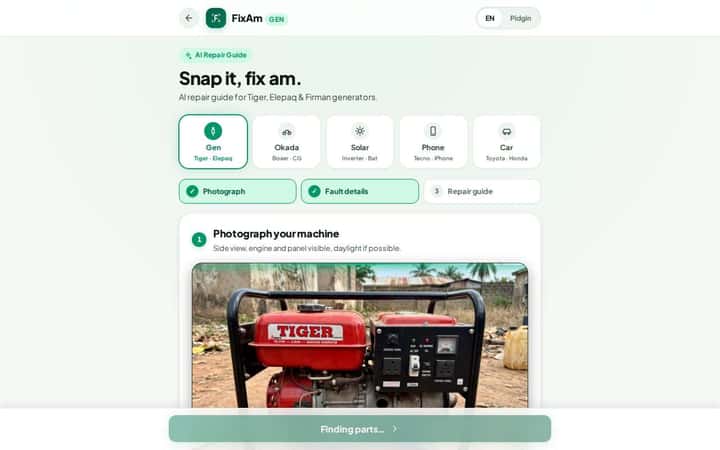 FixAm GEN
EN Pidgin
AI Repair Guide
Snap it, fix am.
AI repair guide for Tiger, Elepaq & Firman generators.
Gen
Tiger · Elepaq
Okada
Boxer · CG
Solar
Inverter · Bat
Phone
Tecno · iPhone
Car
Toyota · Honda
Photograph
Fault details
3 Repair guide
1 Photograph your machine
Side view, engine and panel visible, daylight if possible.
TIGER
Finding parts...